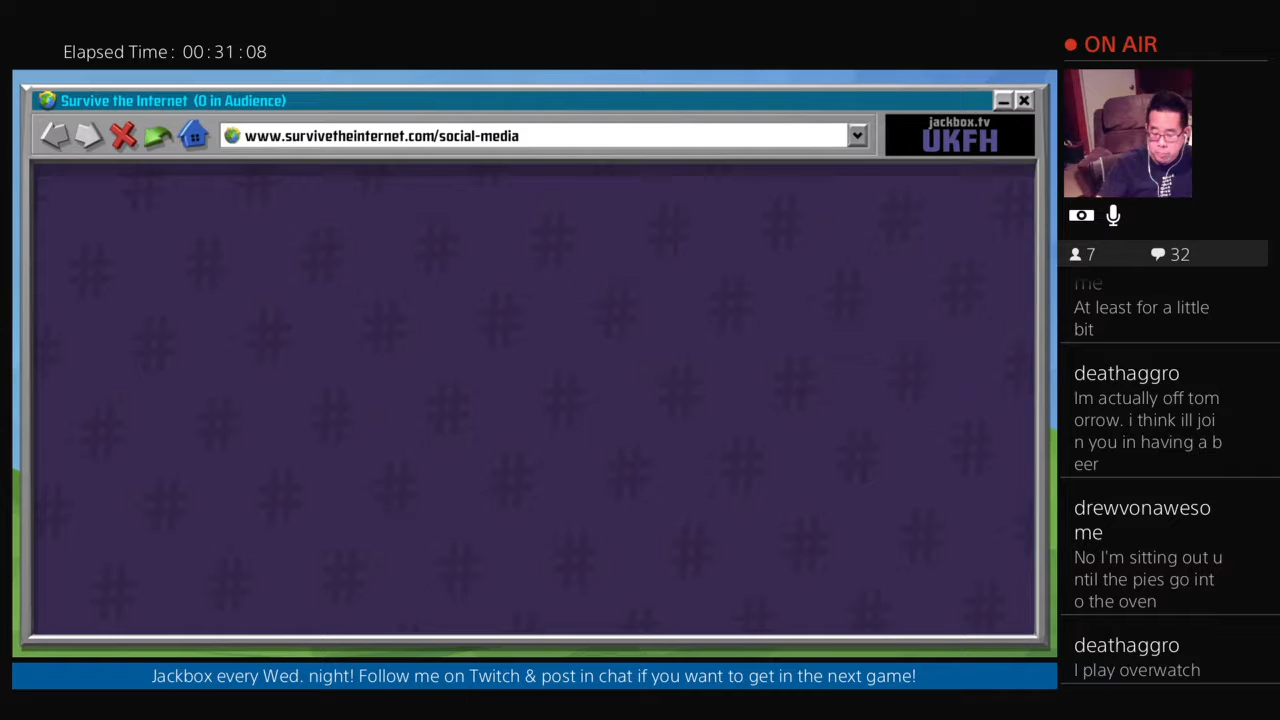 Elapsed Time: 00:31:08
ON AIR
Survive the Internet (0 in Audience)
www.survivetheinternet.com/social-media
jackbox.tv
UKFH
7 32
me
At least for a little
bit
deathaggro
Im actually off tom
orrow. i think ill joi
n you in having a b
eer
drewvonaweso
me
No I'm sitting out u
ntil the pies go int
o the oven
deathaggro
I play overwatch
Jackbox every Wed. night! Follow me on Twitch & post in chat if you want to get in the next game!